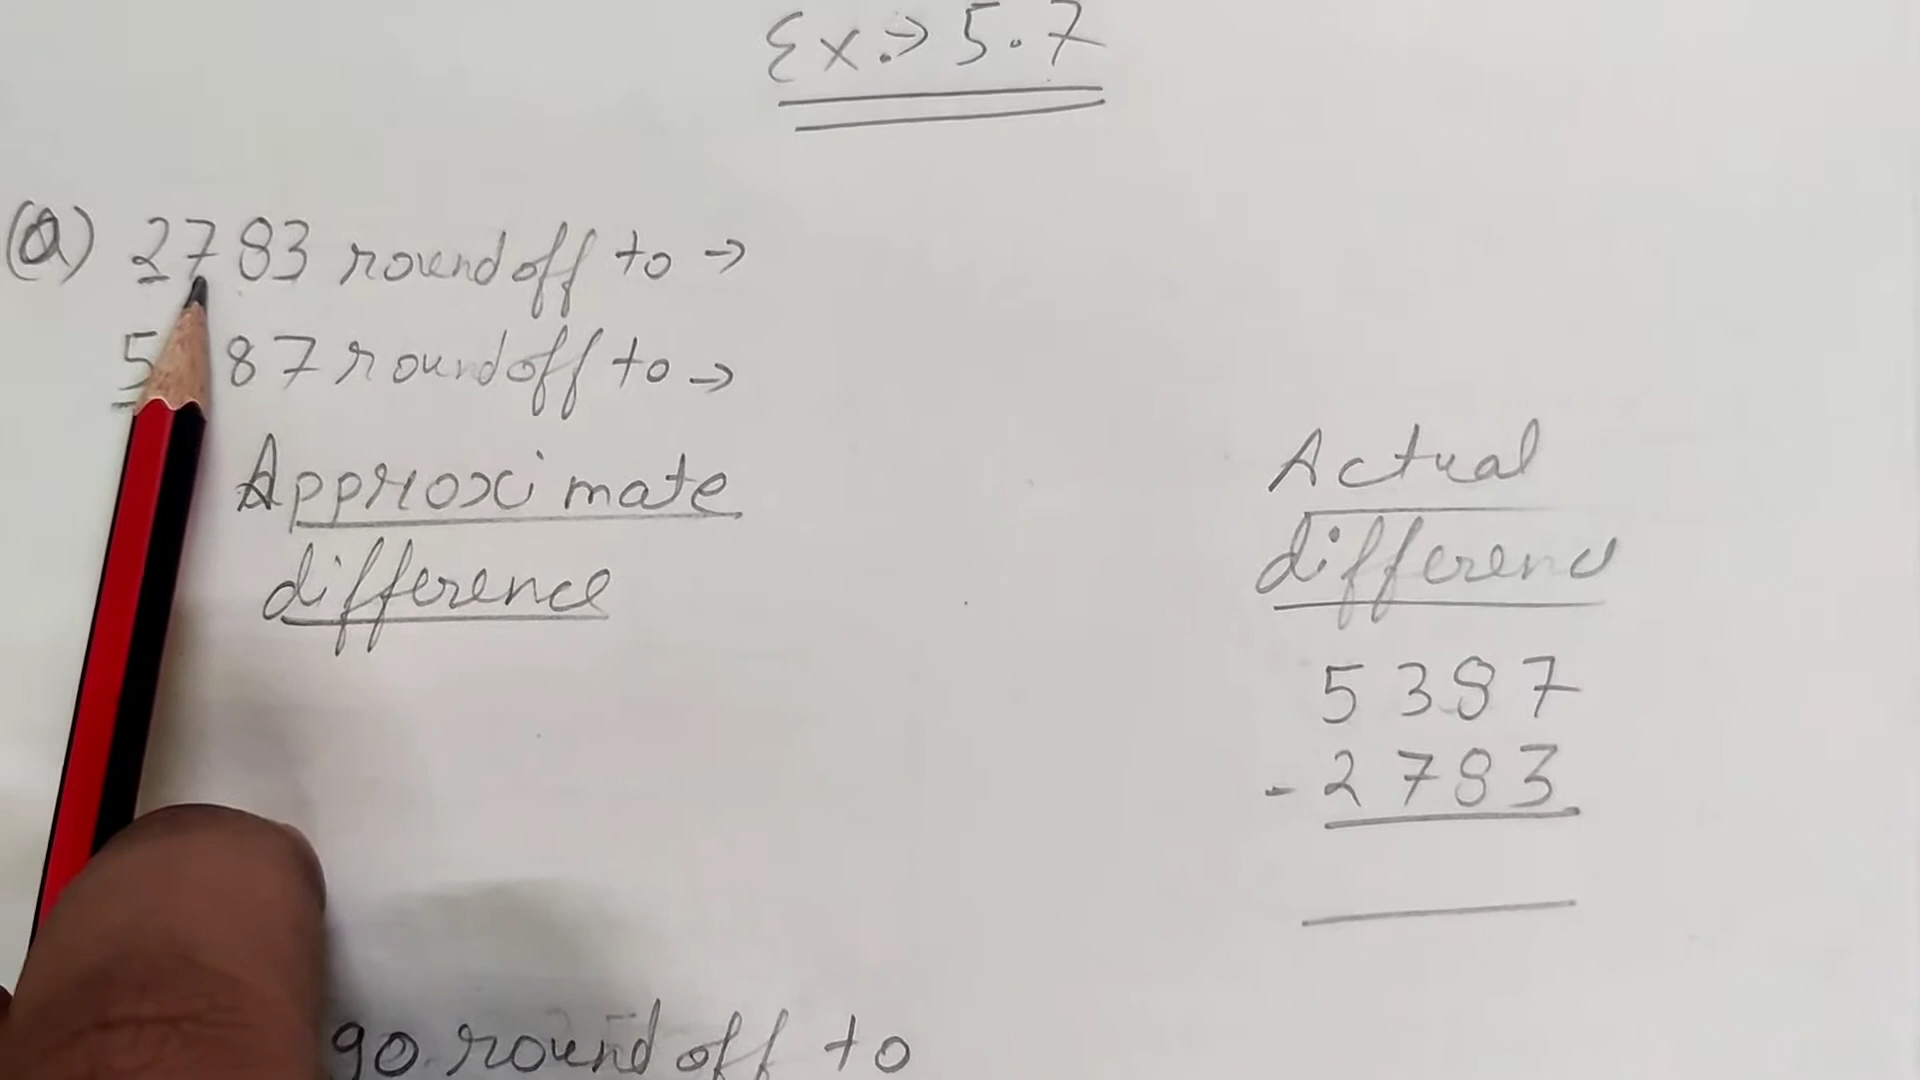 Ex.→ 5.7
(a) 2783 round off to →
5 87 round off to →
Approximate
difference
Actual
differenc
5387
- 2783
90 round off to